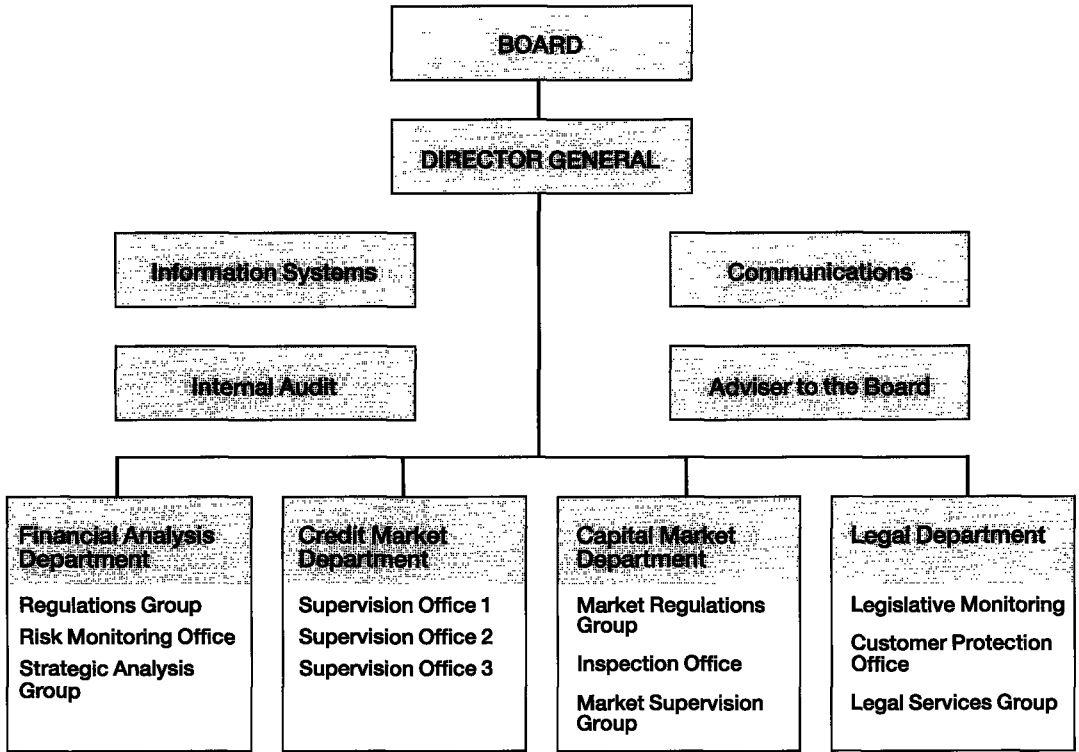 BOARD
DIRECTOR GENERAL
Information Systems
Communications
Internal Audit
Adviser to the Board
Financial Analysis
Department
Regulations Group
Risk Monitoring Office
Strategic Analysis
Group
Credit Market
Department
Supervision Office 1
Supervision Office 2
Supervision Office 3
Capital Market
Department
Market Regulations
Group
Inspection Office
Market Supervision
Group
Legal Department
Legislative Monitoring
Customer Protection
Office
Legal Services Group